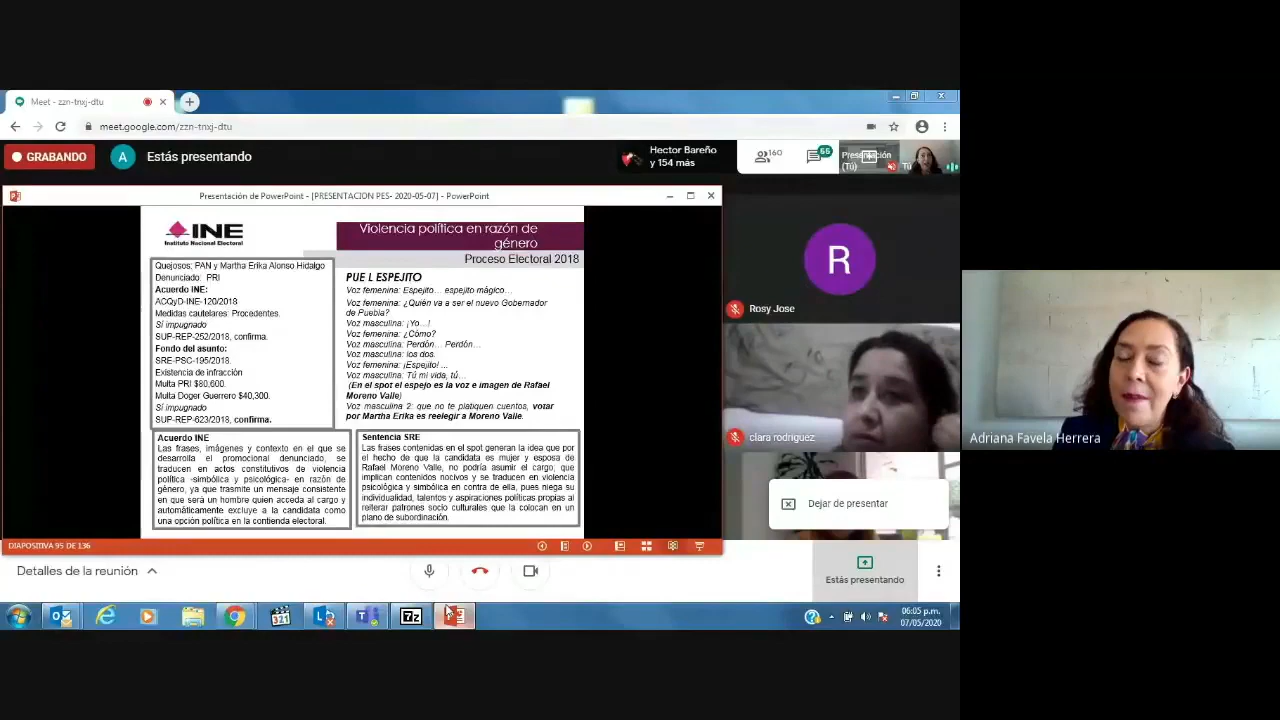 Meet - zzn-tnxj-dtu
meet.google.com/zzn-tnxj-dtu
GRABANDO
A
Estás presentando
Hector Bareño
y 154 más
160
55
Presentación
(Tú)
Tú
Presentación de PowerPoint - [PRESENTACION PES- 2020-05-07] - PowerPoint
INE
Instituto Nacional Electoral
Violencia política en razón de
género
Proceso Electoral 2018
Quejosos: PAN y Martha Erika Alonso Hidalgo
Denunciado: PRI
Acuerdo INE:
ACQyD-INE-120/2018
Medidas cautelares: Procedentes.
Sí impugnado
SUP-REP-252/2018, confirma.
Fondo del asunto:
SRE-PSC-195/2018.
Existencia de infracción
Multa PRI $80,600.
Multa Doger Guerrero $40,300.
Sí impugnado
SUP-REP-623/2018, confirma.
PUE L ESPEJITO
Voz femenina: Espejito… espejito mágico…
Voz femenina: ¿Quién va a ser el nuevo Gobernador
de Puebla?
Voz masculina: ¡Yo…!
Voz femenina: ¿Cómo?
Voz masculina: Perdón… Perdón…
Voz masculina: los dos.
Voz femenina: ¡Espejito! …
Voz masculina: Tú mi vida, tú…
(En el spot el espejo es la voz e imagen de Rafael
Moreno Valle)
Voz masculina 2: que no te platiquen cuentos, votar
por Martha Erika es reelegir a Moreno Valle.
Acuerdo INE
Las frases, imágenes y contexto en el que se
desarrolla el promocional denunciado, se
traducen en actos constitutivos de violencia
política -simbólica y psicológica- en razón de
género, ya que trasmite un mensaje consistente
en que será un hombre quien acceda al cargo y
automáticamente excluye a la candidata como
una opción política en la contienda electoral.
Sentencia SRE
Las frases contenidas en el spot generan la idea que por
el hecho de que la candidata es mujer y esposa de
Rafael Moreno Valle, no podría asumir el cargo, que
implican contenidos nocivos y se traducen en violencia
psicológica y simbólica en contra de ella, pues niega su
individualidad, talentos y aspiraciones políticas propias al
reiterar patrones socio culturales que la colocan en un
plano de subordinación.
DIAPOSITIVA 95 DE 136
R
Rosy Jose
clara rodriguez
Dejar de presentar
Adriana Favela Herrera
Detalles de la reunión
Estás presentando
321
7z
06:05 p.m.
07/05/2020